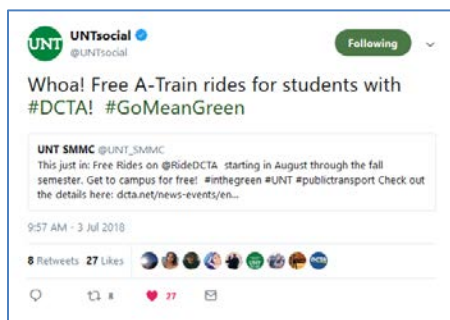 UNT
UNTsocial
@UNTsocial
Following
Whoa! Free A-Train rides for students with
#DCTA! #GoMeanGreen
UNT SMMC @UNT_SMMC
This just in: Free Rides on @RideDCTA starting in August through the fall
semester. Get to campus for free! #inthegreen #UNT #publictransport Check out
the details here: dcta.net/news-events/en...
9:57 AM - 3 Jul 2018
8 Retweets 27 Likes
8 27